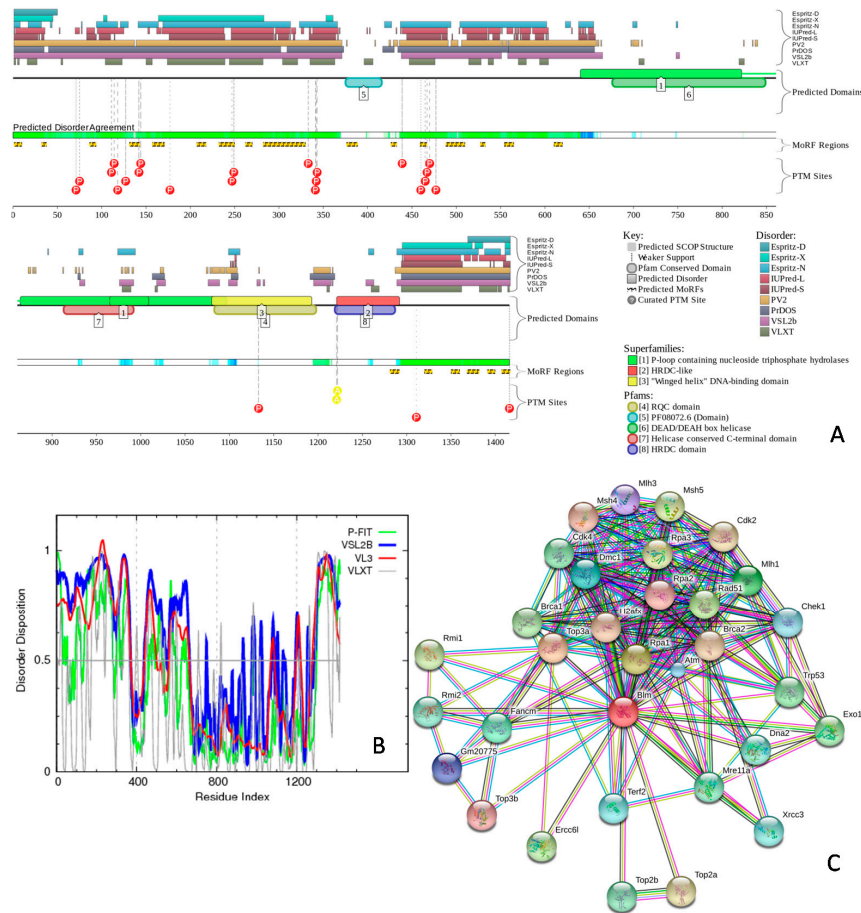 Espritz-D
Espritz-X
Espritz-N
IUPred-L
IUPred-S
PV2
PrDOS
VSL2b
VLXT
Disorder
5
1
6
Predicted Domains
Predicted Disorder Agreement
MoRF Regions
P P P P P P P P P P P P
P P P P P P P P P P
PTM Sites
0 50 100 150 200 250 300 350 400 450 500 550 600 650 700 750 800 850
Espritz-D
Espritz-X
Espritz-N
IUPred-L
IUPred-S
PV2
PrDOS
VSL2b
VLXT
Disorder
7
1
3
4
2
8
Predicted Domains
MoRF Regions
A
A
P P P
PTM Sites
900 950 1000 1050 1100 1150 1200 1250 1300 1350 1400
Key:
Predicted SCOP Structure
Weaker Support
Pfam Conserved Domain
Predicted Disorder
Predicted MoRFs
? Curated PTM Site
Disorder:
Espritz-D
Espritz-X
Espritz-N
IUPred-L
IUPred-S
PV2
PrDOS
VSL2b
VLXT
Superfamilies:
[1] P-loop containing nucleoside triphosphate hydrolases
[2] HRDC-like
[3] "Winged helix" DNA-binding domain
Pfams:
[4] RQC domain
[5] PF08072.6 (Domain)
[6] DEAD/DEAH box helicase
[7] Helicase conserved C-terminal domain
[8] HRDC domain
A
P-FIT
VSL2B
VL3
VLXT
Disorder Disposition
1
0.5
0
0 400 800 1200
Residue Index
B
Mlh3
Msh4
Msh5
Cdk2
Cdk4
Rpa3
Dmc1
Mlh1
Rpa2
Rad51
Brca1
H2afx
Chek1
Top3a
Rpa1
Brca2
Rmi1
Atm
Trp53
Rmi2
Blm
Fancm
Exo1
Dna2
Gm20775
Mre11a
Top3b
Terf2
Xrcc3
Ercc6l
Top2b
Top2a
C